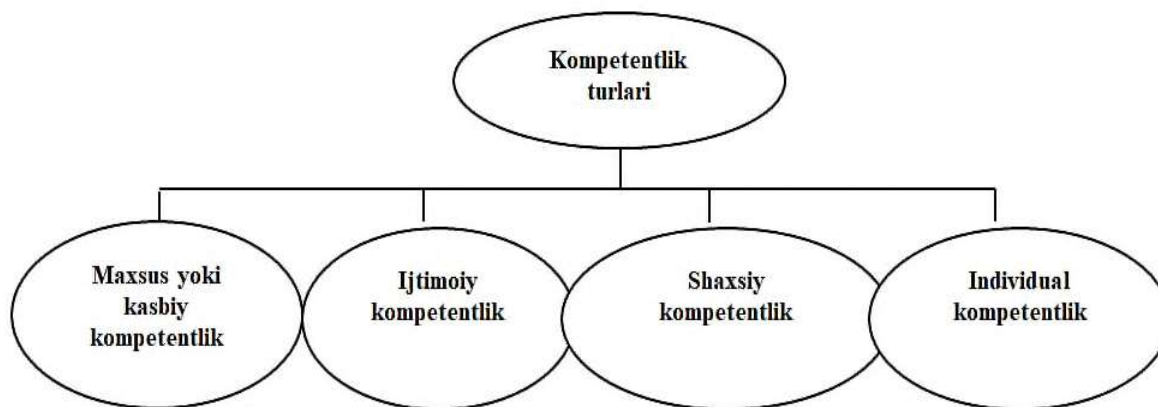 Kompetentlik
turlari
Maxsus yoki
kasbiy
kompetentlik
Ijtimoiy
kompetentlik
Shaxsiy
kompetentlik
Individual
kompetentlik